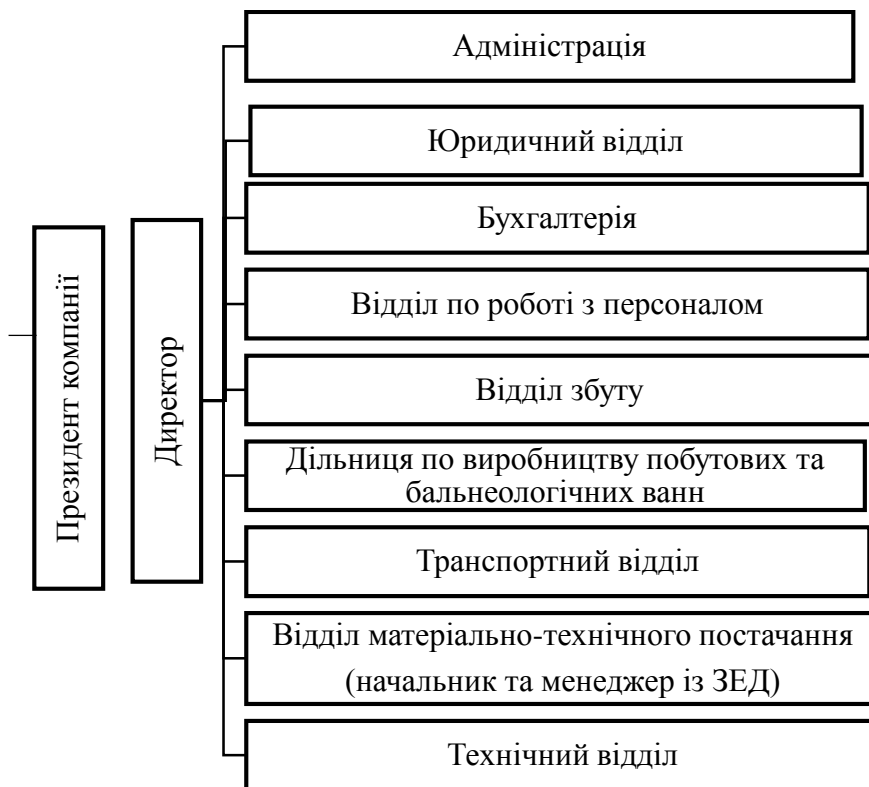 Президент компанії
Директор
Адміністрація
Юридичний відділ
Бухгалтерія
Відділ по роботі з персоналом
Відділ збуту
Дільниця по виробництву побутових та
бальнеологічних ванн
Транспортний відділ
Відділ матеріально-технічного постачання
(начальник та менеджер із ЗЕД)
Технічний відділ